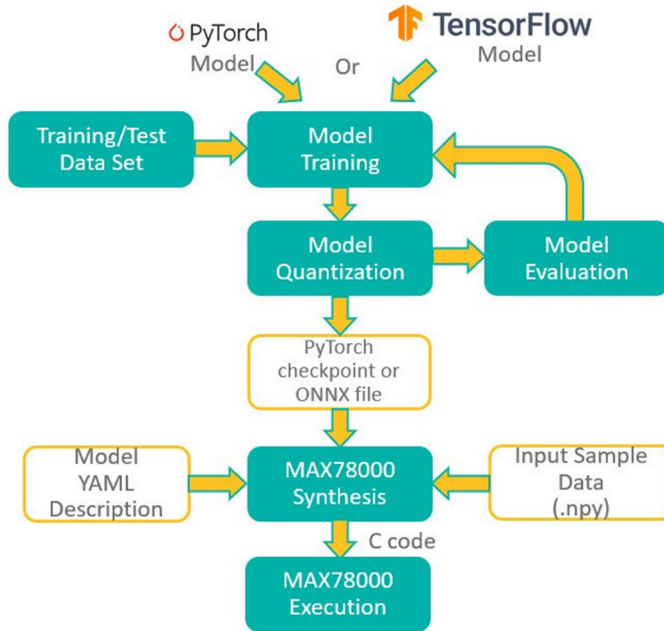 PyTorch
Model
Or
TensorFlow
Model
Training/Test
Data Set
Model
Training
Model
Quantization
Model
Evaluation
PyTorch
checkpoint or
ONNX file
Model
YAML
Description
MAX78000
Synthesis
Input Sample
Data
(.npy)
C code
MAX78000
Execution